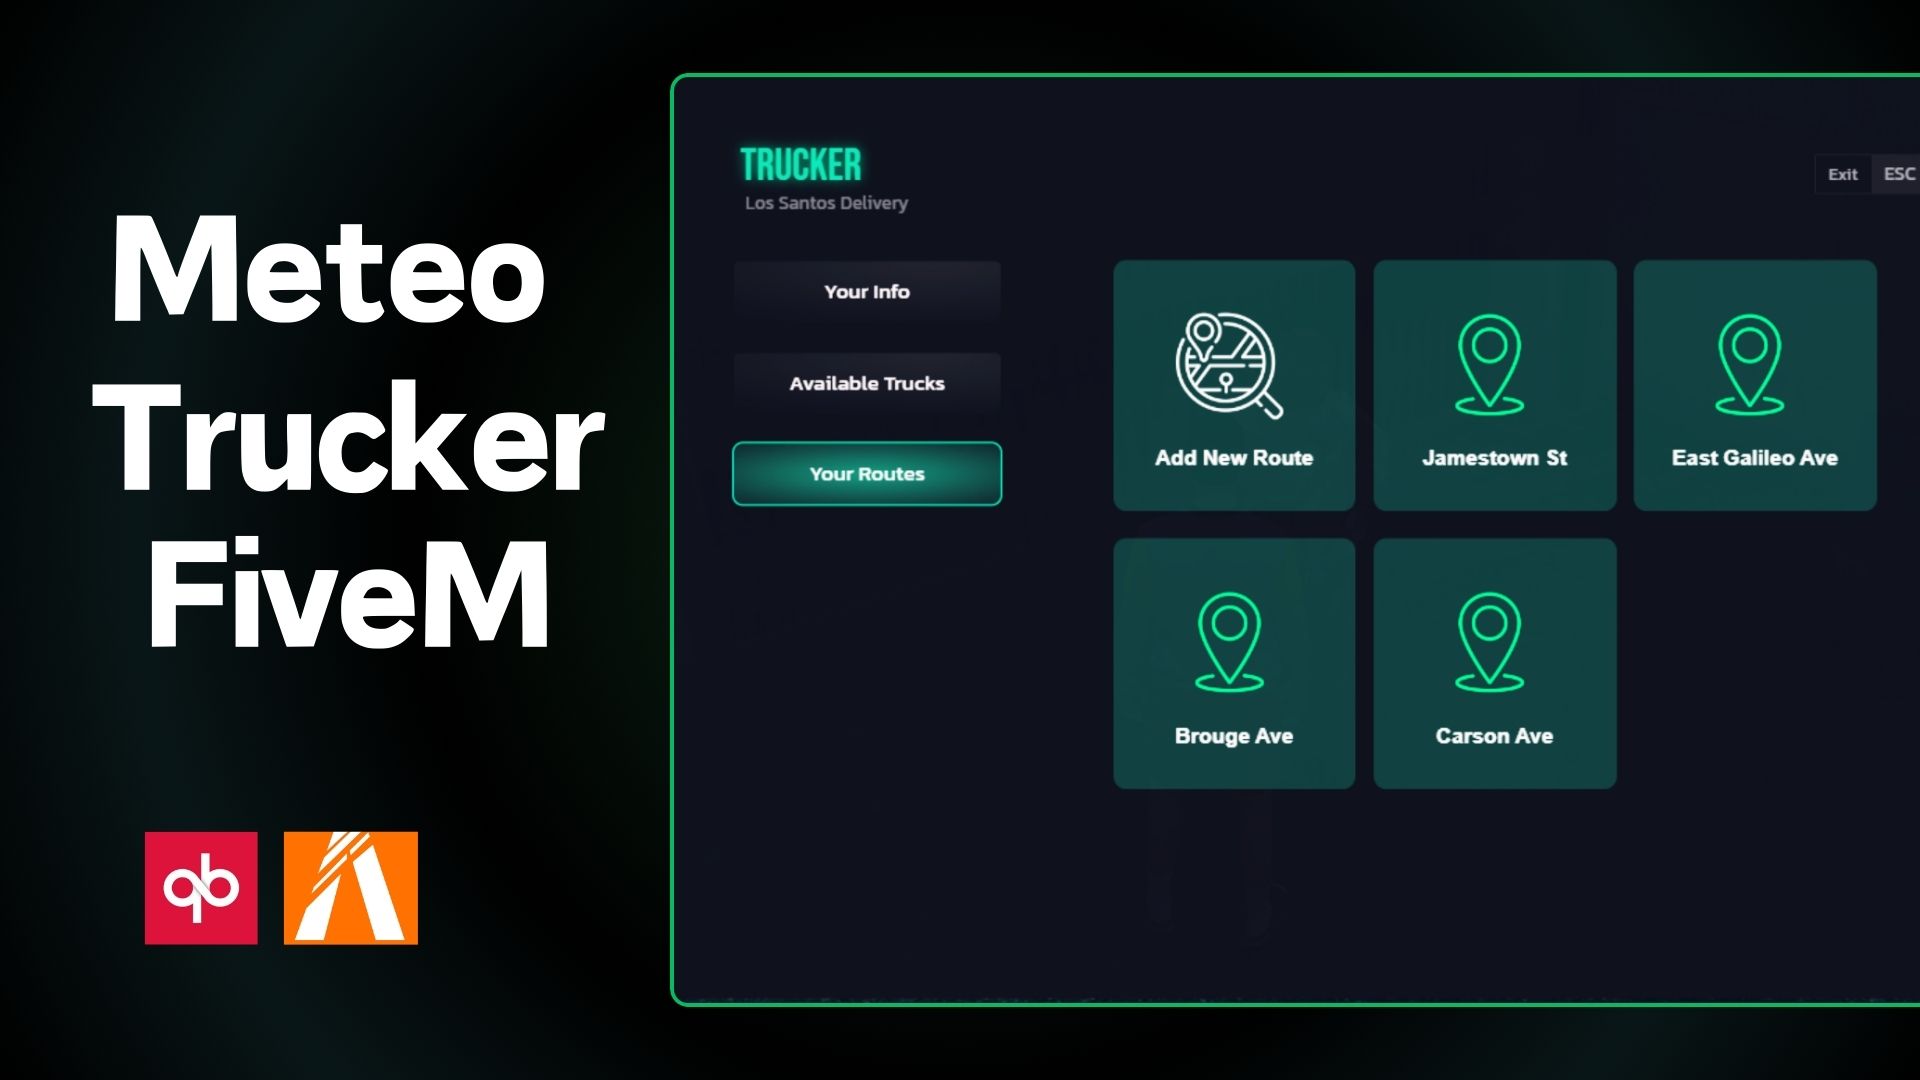 Meteo
Trucker
FiveM
qb
TRUCKER
Los Santos Delivery
Exit ESC
Your Info
Available Trucks
Your Routes
Add New Route
Jamestown St
East Galileo Ave
Brouge Ave
Carson Ave